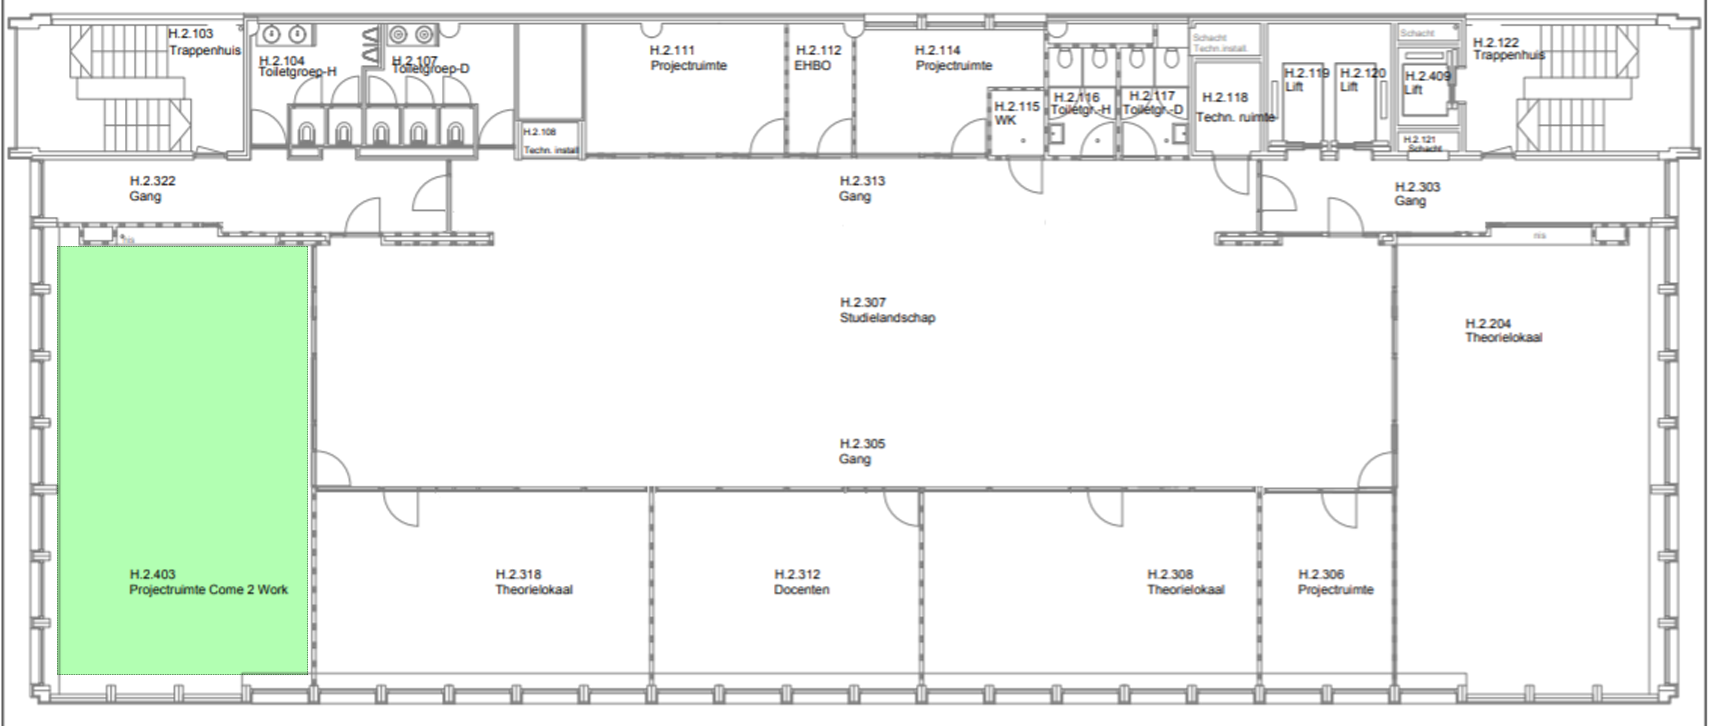 H.2.103
Trappenhuis
H.2.104
Toiletgroep-H
H.2.107
Toiletgroep-D
H.2.108
Techn. install
H.2.111
Projectruimte
H.2.112
EHBO
H.2.114
Projectruimte
H.2.115
WK
H.2.116
Toiletgr.-H
H.2.117
Toiletgr.-D
Schacht
Techn.install.
H.2.118
Techn. ruimte
H.2.119
Lift
H.2.120
Lift
Schacht
H.2.409
Lift
H.2.121
Schacht
H.2.122
Trappenhuis
H.2.322
Gang
H.2.313
Gang
H.2.303
Gang
nis
nis
H.2.307
Studielandschap
H.2.204
Theorielokaal
H.2.305
Gang
H.2.403
Projectruimte Come 2 Work
H.2.318
Theorielokaal
H.2.312
Docenten
H.2.308
Theorielokaal
H.2.306
Projectruimte